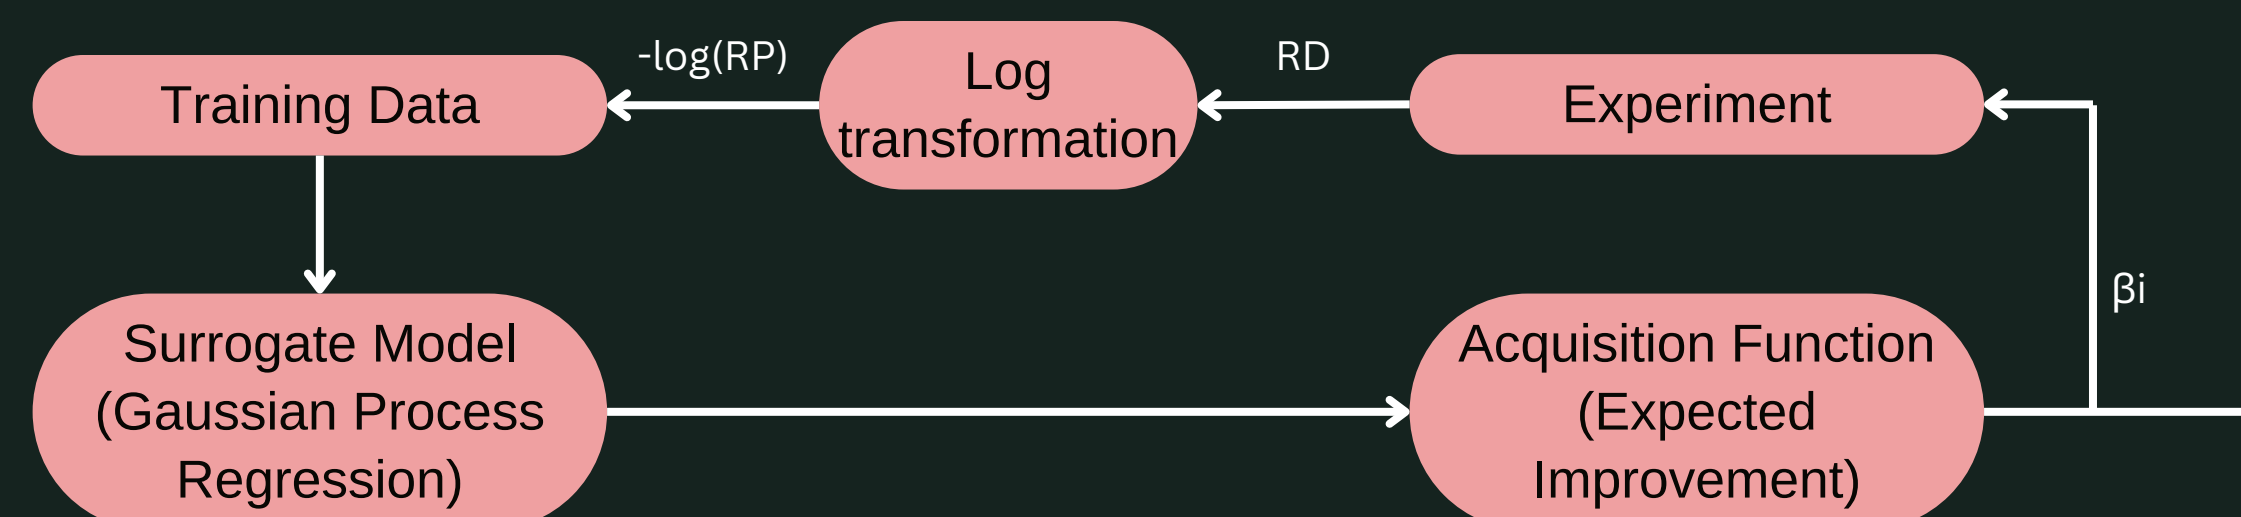 Training Data
-log(RP)
Log
transformation
RD
Experiment
βi
Surrogate Model
(Gaussian Process
Regression)
Acquisition Function
(Expected
Improvement)